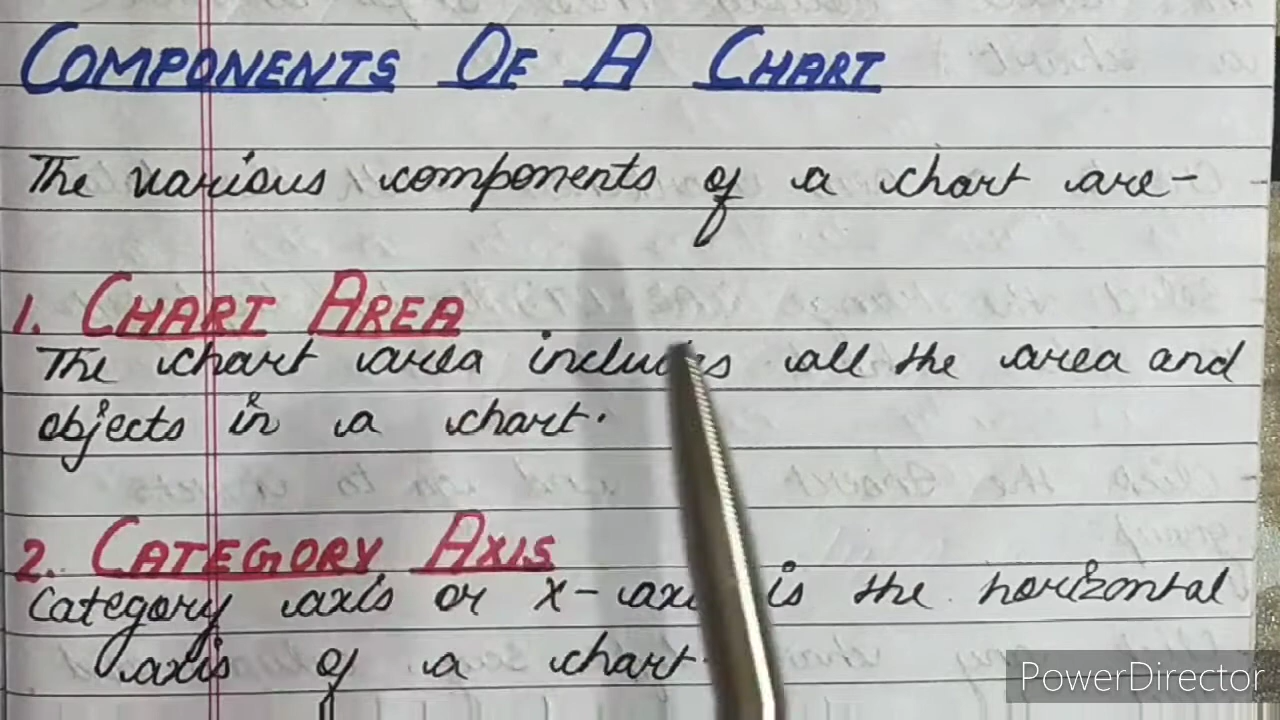 COMPONENTS OF A CHART
The various components of a chart are-
1. CHART AREA
The chart area includes all the area and
objects in a chart.
2. CATEGORY AXIS
Category axis or X-axis is the horizontal
axis of a chart.
PowerDirector